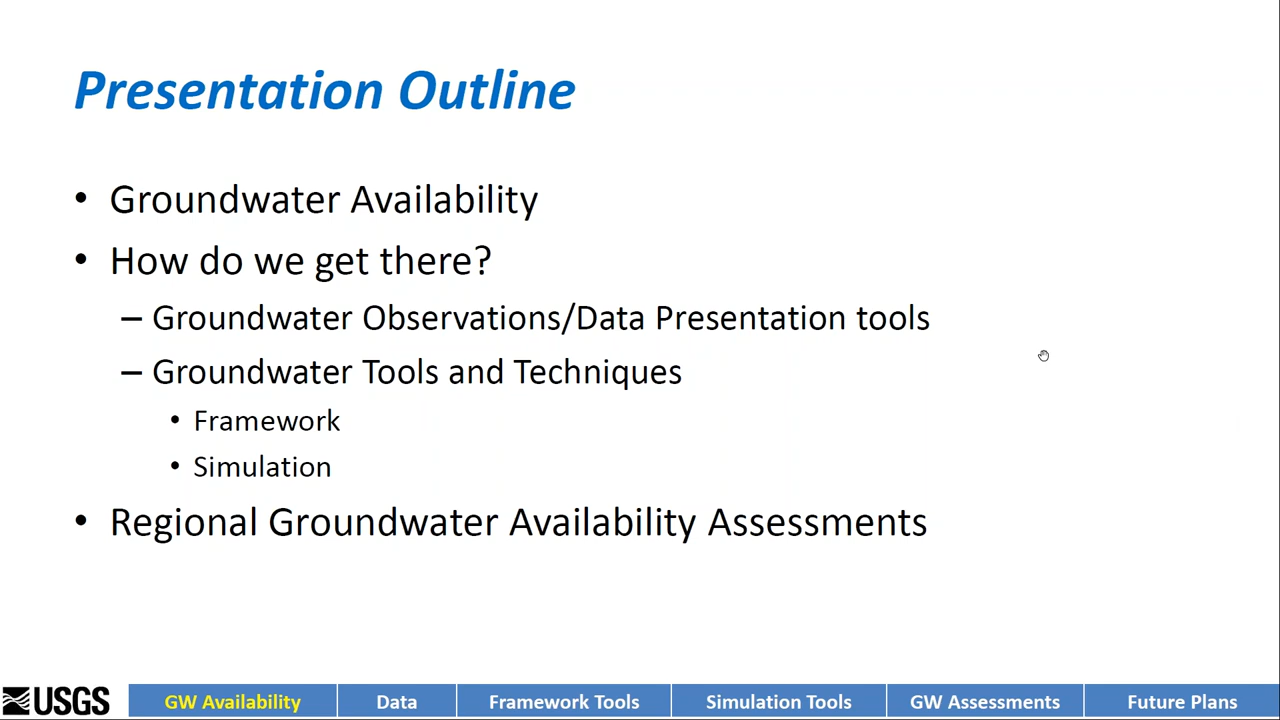 Presentation Outline
• Groundwater Availability
• How do we get there?
– Groundwater Observations/Data Presentation tools
– Groundwater Tools and Techniques
• Framework
• Simulation
• Regional Groundwater Availability Assessments
USGS GW Availability Data Framework Tools Simulation Tools GW Assessments Future Plans